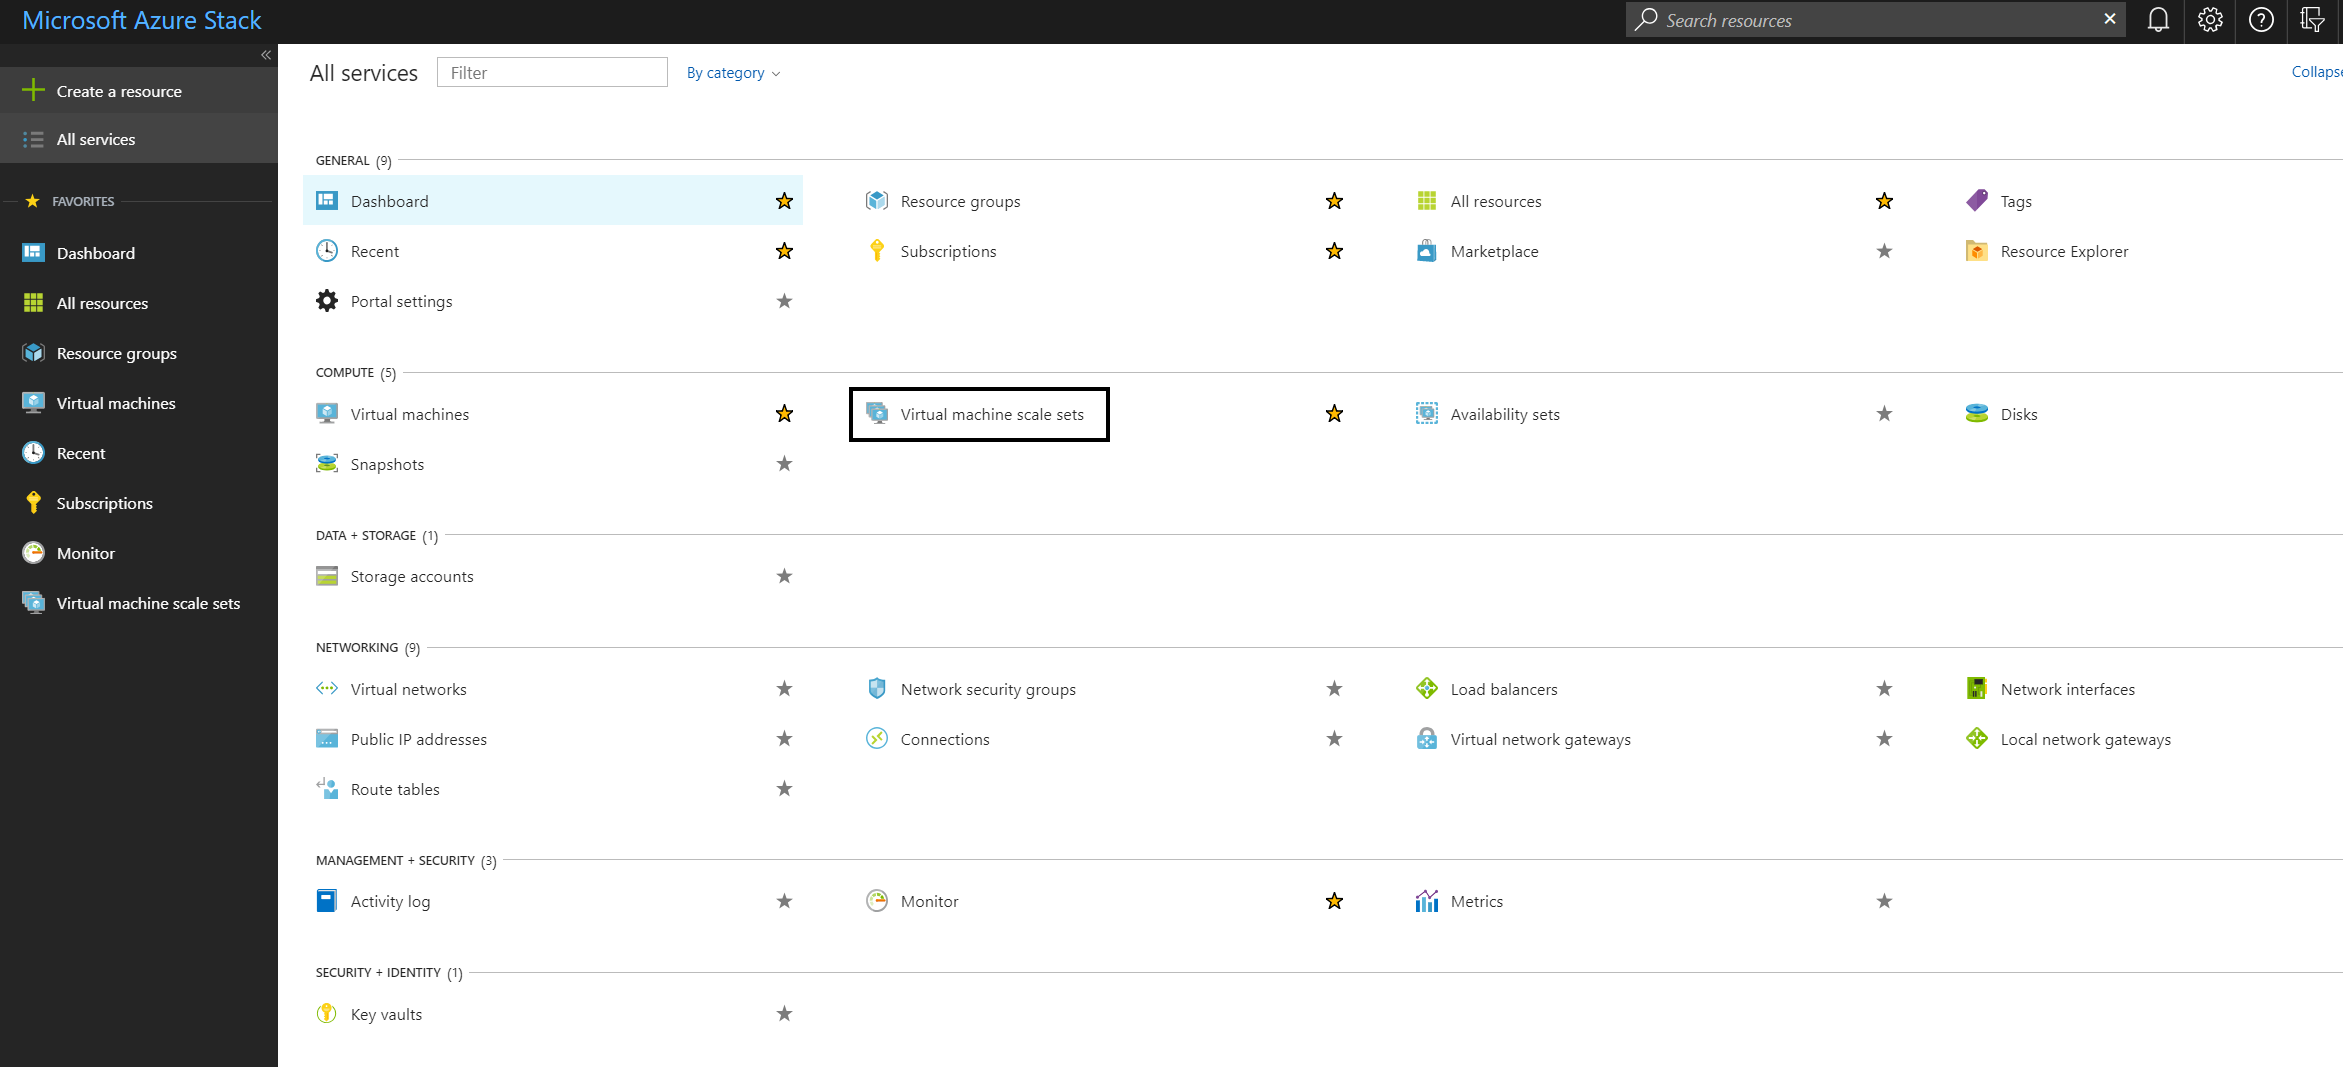 Microsoft Azure Stack
Search resources
Create a resource
All services
FAVORITES
Dashboard
All resources
Resource groups
Virtual machines
Recent
Subscriptions
Monitor
Virtual machine scale sets
All services Filter By category Collapse
GENERAL (9)
Dashboard Resource groups All resources Tags
Recent Subscriptions Marketplace Resource Explorer
Portal settings
COMPUTE (5)
Virtual machines Virtual machine scale sets Availability sets Disks
Snapshots
DATA + STORAGE (1)
Storage accounts
NETWORKING (9)
Virtual networks Network security groups Load balancers Network interfaces
Public IP addresses Connections Virtual network gateways Local network gateways
Route tables
MANAGEMENT + SECURITY (3)
Activity log Monitor Metrics
SECURITY + IDENTITY (1)
Key vaults